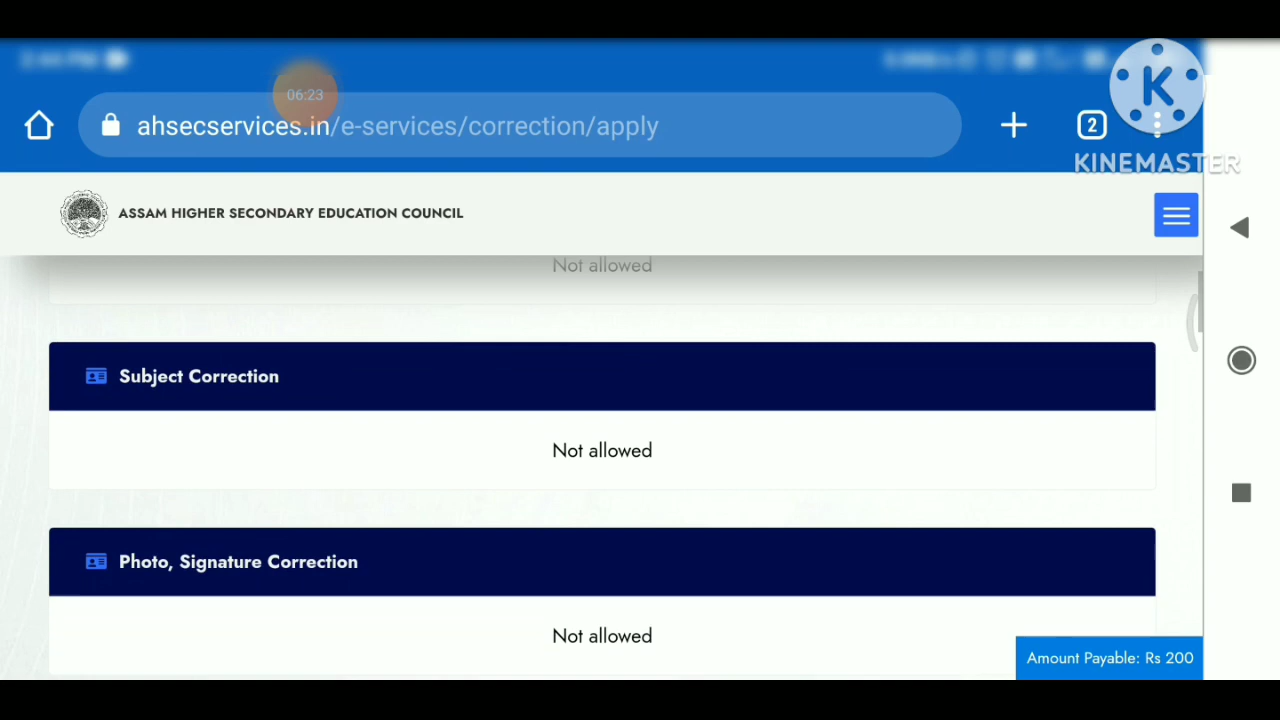 06:23
ahsecservices.in/e-services/correction/apply
2
K
KINEMASTER
ASSAM HIGHER SECONDARY EDUCATION COUNCIL
Not allowed
Subject Correction
Not allowed
Photo, Signature Correction
Not allowed
Amount Payable: Rs 200